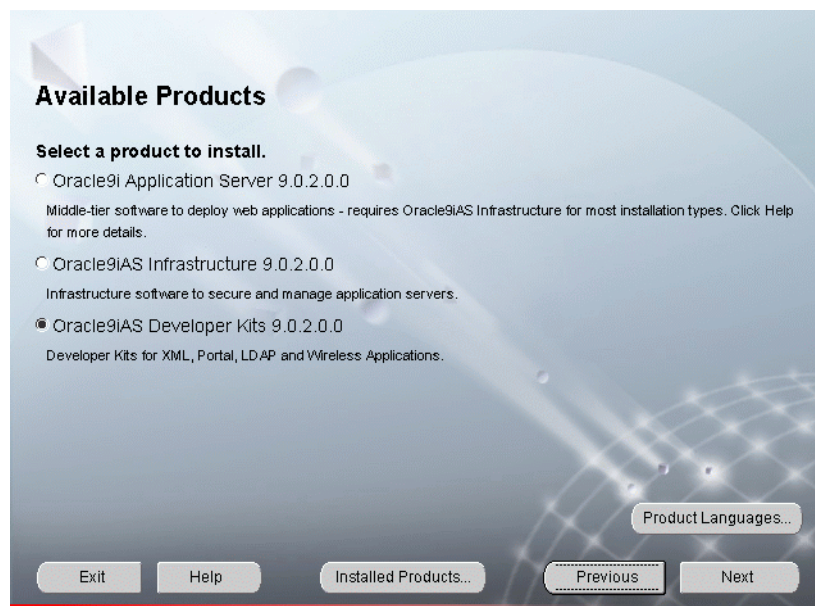 Available Products
Select a product to install.
Oracle9i Application Server 9.0.2.0.0
Middle-tier software to deploy web applications - requires Oracle9iAS Infrastructure for most installation types. Click Help
for more details.
Oracle9iAS Infrastructure 9.0.2.0.0
Infrastructure software to secure and manage application servers.
Oracle9iAS Developer Kits 9.0.2.0.0
Developer Kits for XML, Portal, LDAP and Wireless Applications.
Product Languages...
Exit Help Installed Products... Previous Next